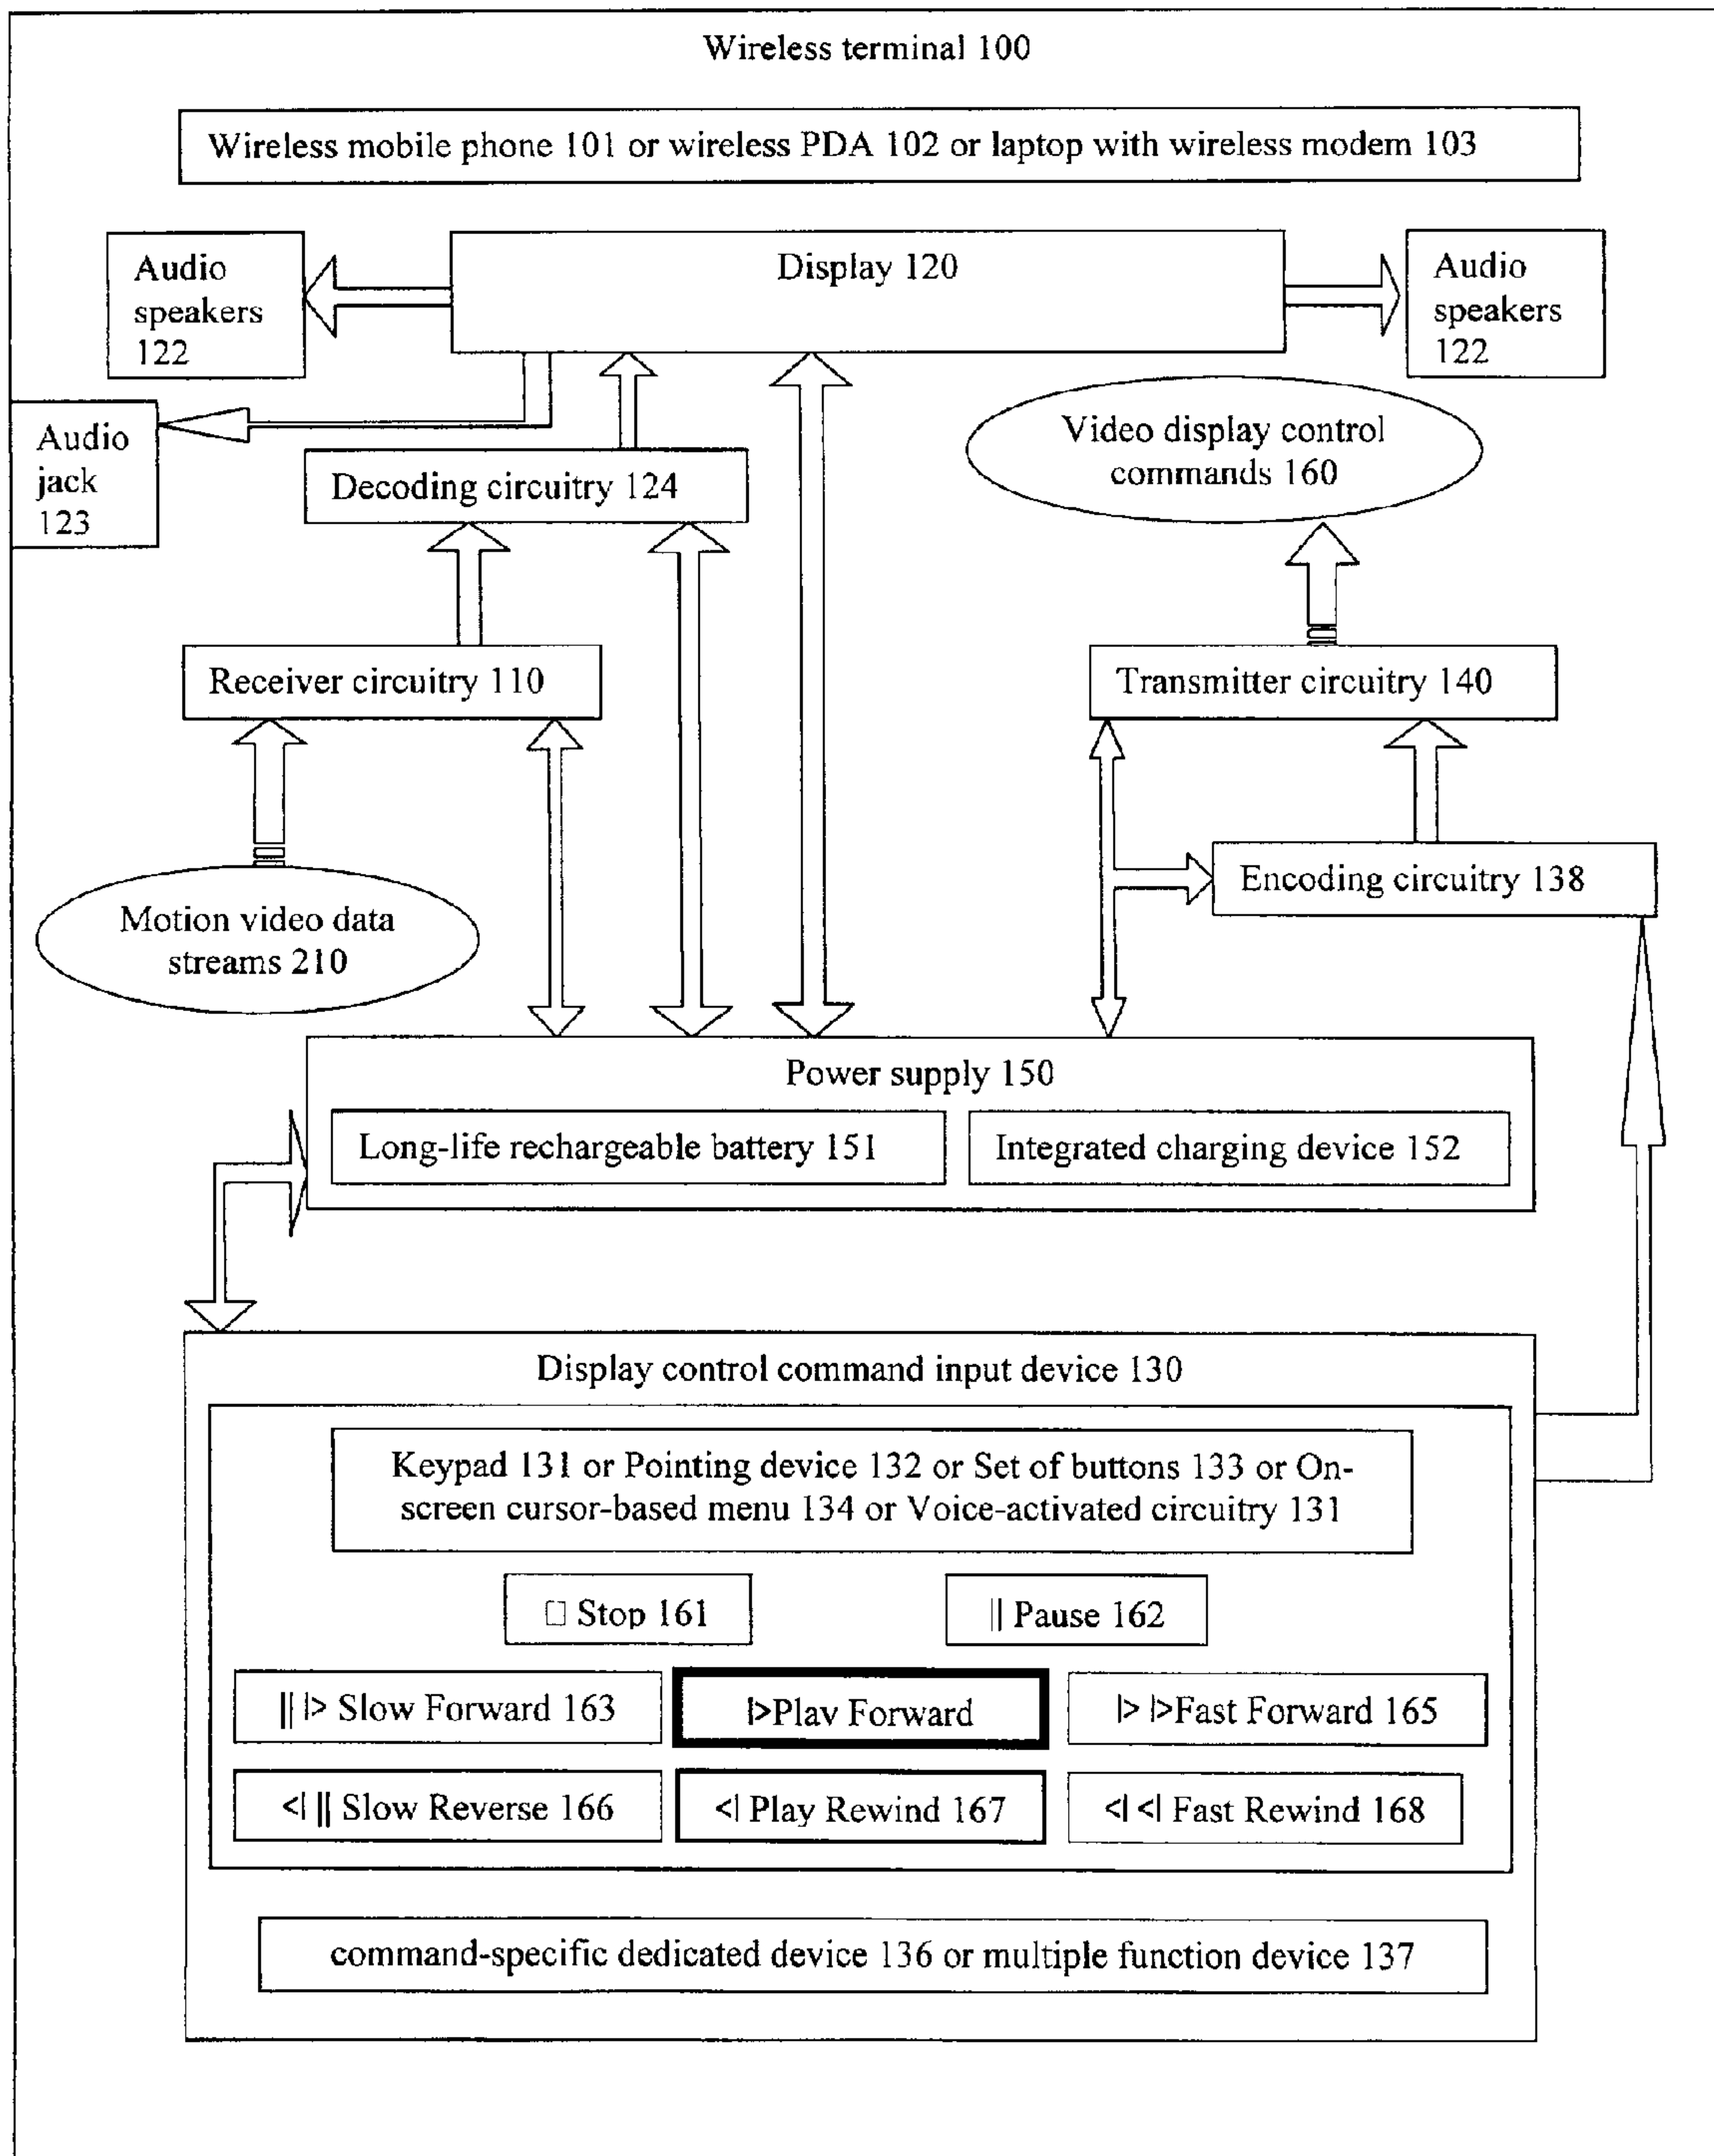 Wireless terminal 100
Wireless mobile phone 101 or wireless PDA 102 or laptop with wireless modem 103
Audio
speakers
122
Display 120
Audio
speakers
122
Audio
jack
123
Decoding circuitry 124
Video display control
commands 160
Receiver circuitry 110
Transmitter circuitry 140
Encoding circuitry 138
Motion video data
streams 210
Power supply 150
Long-life rechargeable battery 151
Integrated charging device 152
Display control command input device 130
Keypad 131 or Pointing device 132 or Set of buttons 133 or On-
screen cursor-based menu 134 or Voice-activated circuitry 131
□ Stop 161
|| Pause 162
|| |> Slow Forward 163
|>Plav Forward
|> |>Fast Forward 165
<| || Slow Reverse 166
<| Play Rewind 167
<| <| Fast Rewind 168
command-specific dedicated device 136 or multiple function device 137